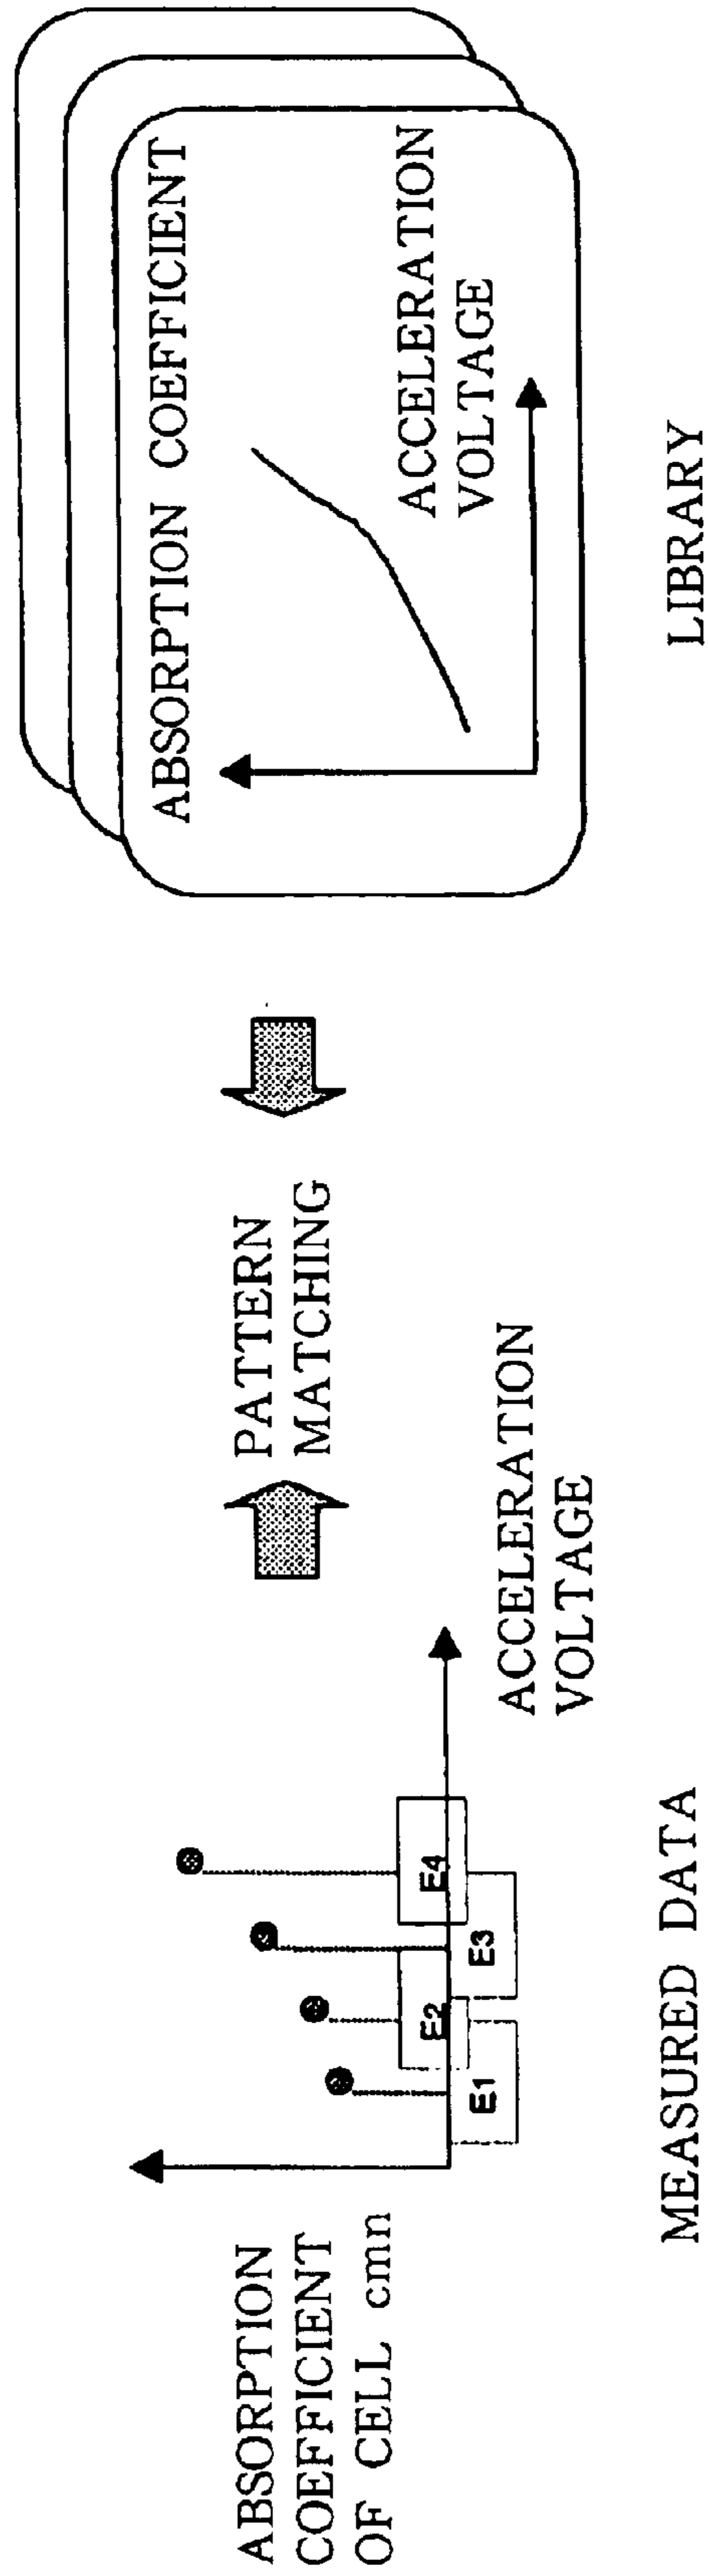 ABSORPTION
COEFFICIENT
OF CELL cmn
E1
E2
E3
E4
ACCELERATION
VOLTAGE
MEASURED DATA
PATTERN
MATCHING
ABSORPTION COEFFICIENT
ACCELERATION
VOLTAGE
LIBRARY